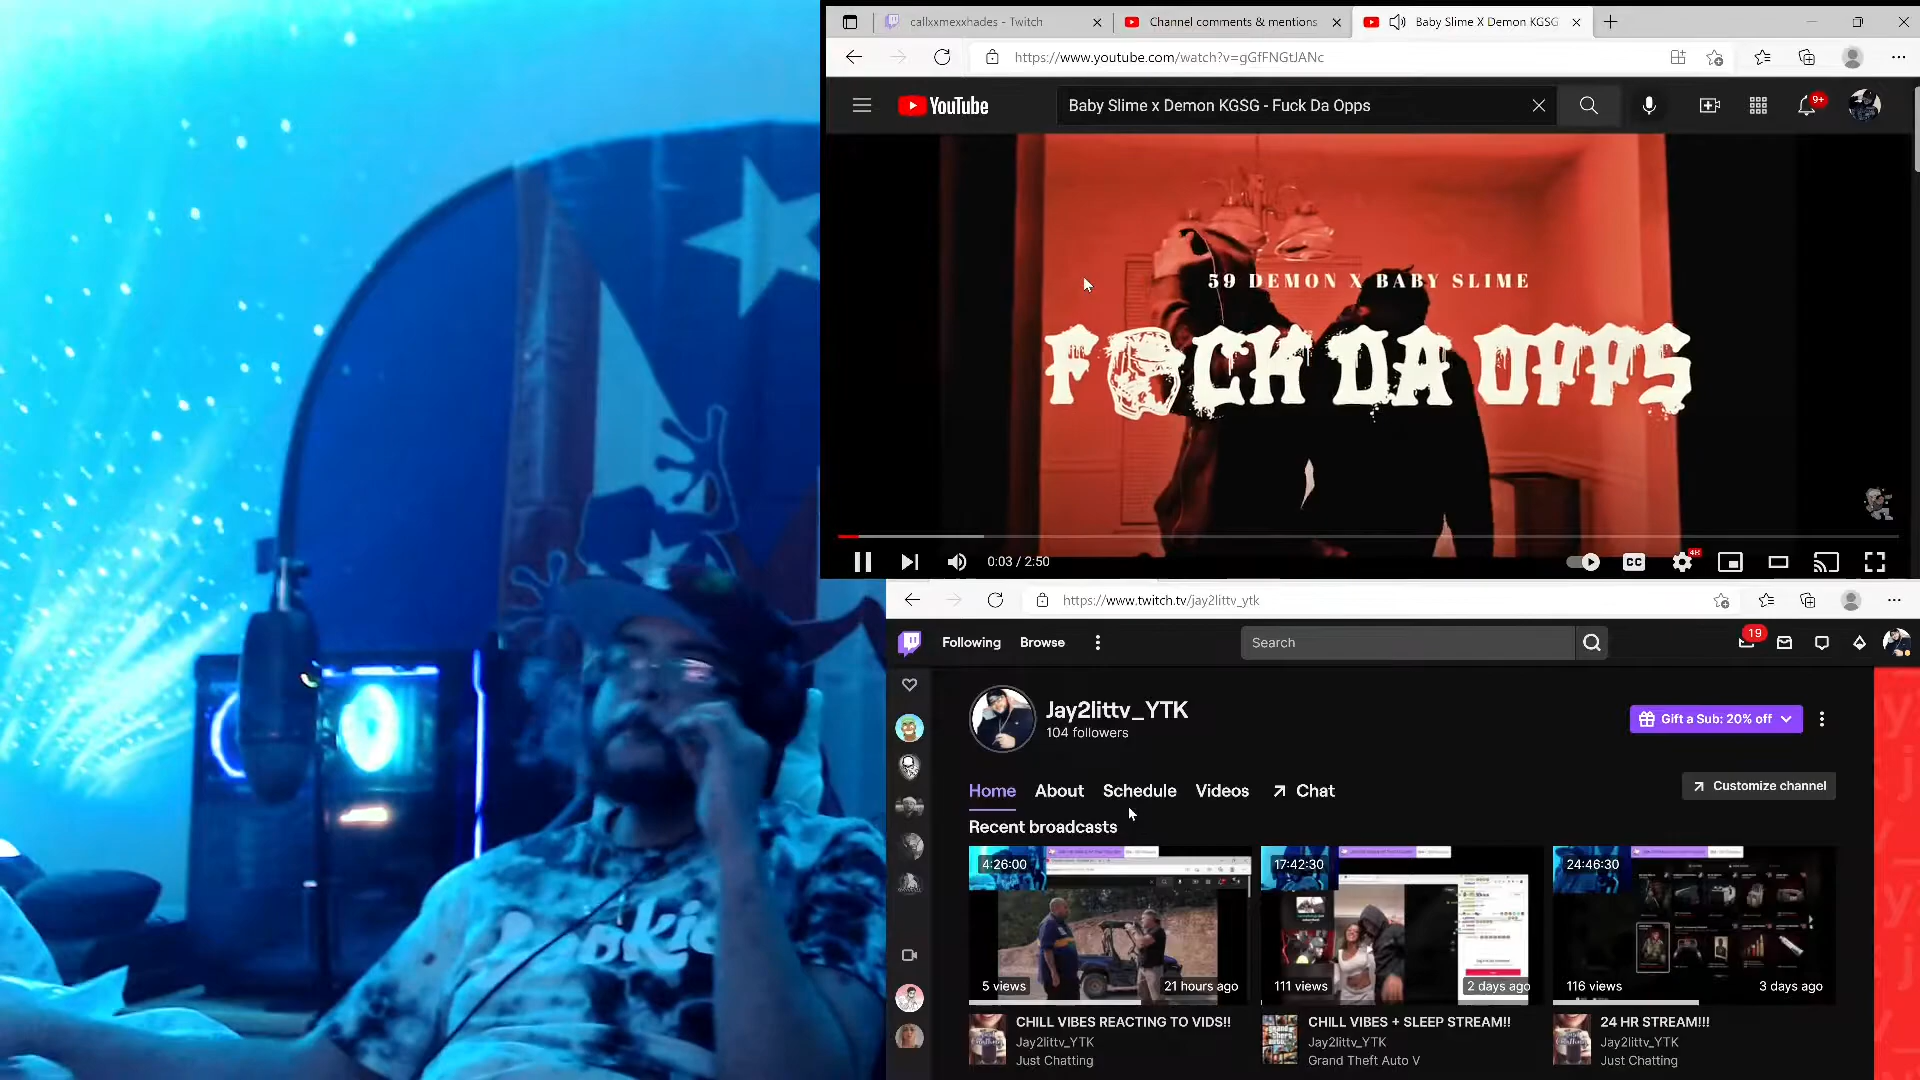 callxxmexxhades - Twitch
Channel comments & mentions
Baby Slime X Demon KGSG
https://www.youtube.com/watch?v=gGfFNGtJANc
YouTube
Baby Slime x Demon KGSG - Fuck Da Opps
9+
59 DEMON X BABY SLIME
F CK DA OPPS
0:03 / 2:50
CC
4K
https://www.twitch.tv/jay2littv_ytk
Following
Browse
Search
19
Jay2littv_YTK
104 followers
Gift a Sub: 20% off
Home
About
Schedule
Videos
Chat
Customize channel
Recent broadcasts
4:26:00
17:42:30
24:46:30
5 views
21 hours ago
111 views
2 days ago
116 views
3 days ago
CHILL VIBES REACTING TO VIDS!!
CHILL VIBES + SLEEP STREAM!!
24 HR STREAM!!!
Jay2littv_YTK
Jay2littv_YTK
Jay2littv_YTK
Just Chatting
Grand Theft Auto V
Just Chatting
Cookies